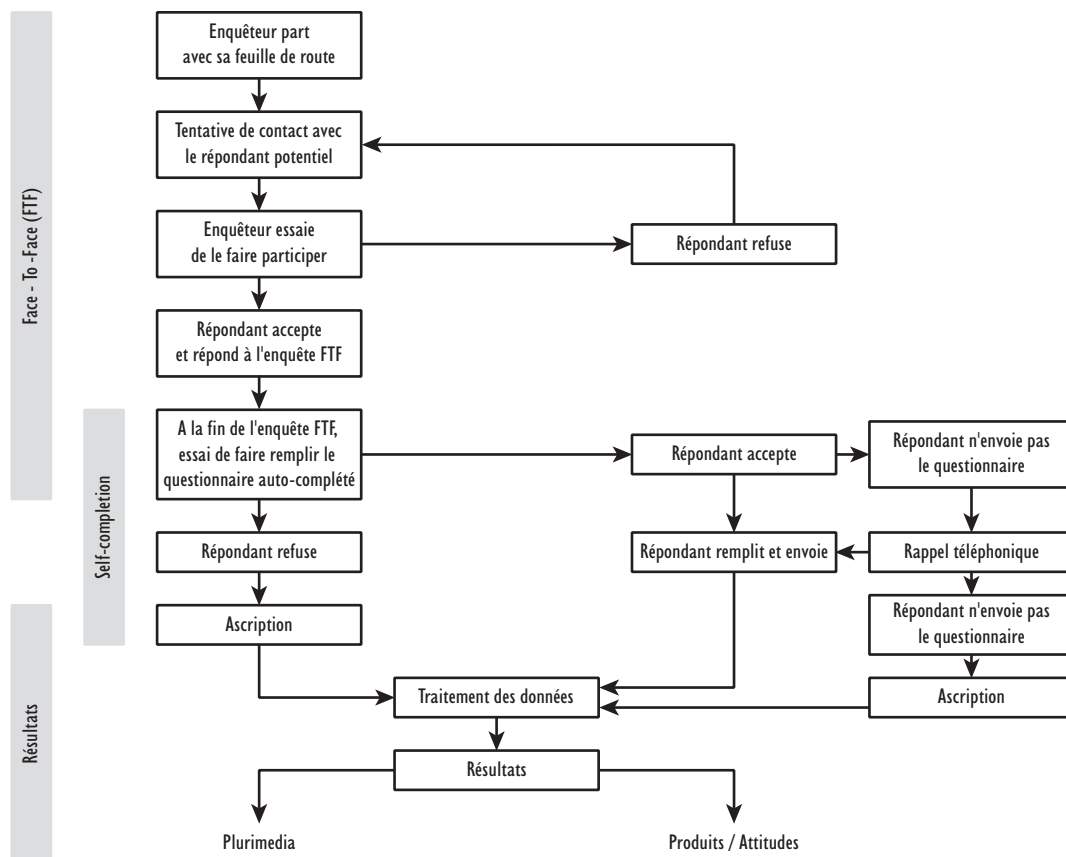 Enquêteur part
avec sa feuille de route
Tentative de contact avec
le répondant potentiel
Enquêteur essaie
de le faire participer
Répondant refuse
Répondant accepte
et répond à l'enquête FTF
Face - To -Face (FTF)
A la fin de l'enquête FTF,
essai de faire remplir le
questionnaire auto-complété
Répondant accepte
Répondant n'envoie pas
le questionnaire
Self-completion
Répondant refuse
Répondant remplit et envoie
Rappel téléphonique
Ascription
Répondant n'envoie pas
le questionnaire
Traitement des données
Ascription
Résultats
Résultats
Plurimedia
Produits / Attitudes